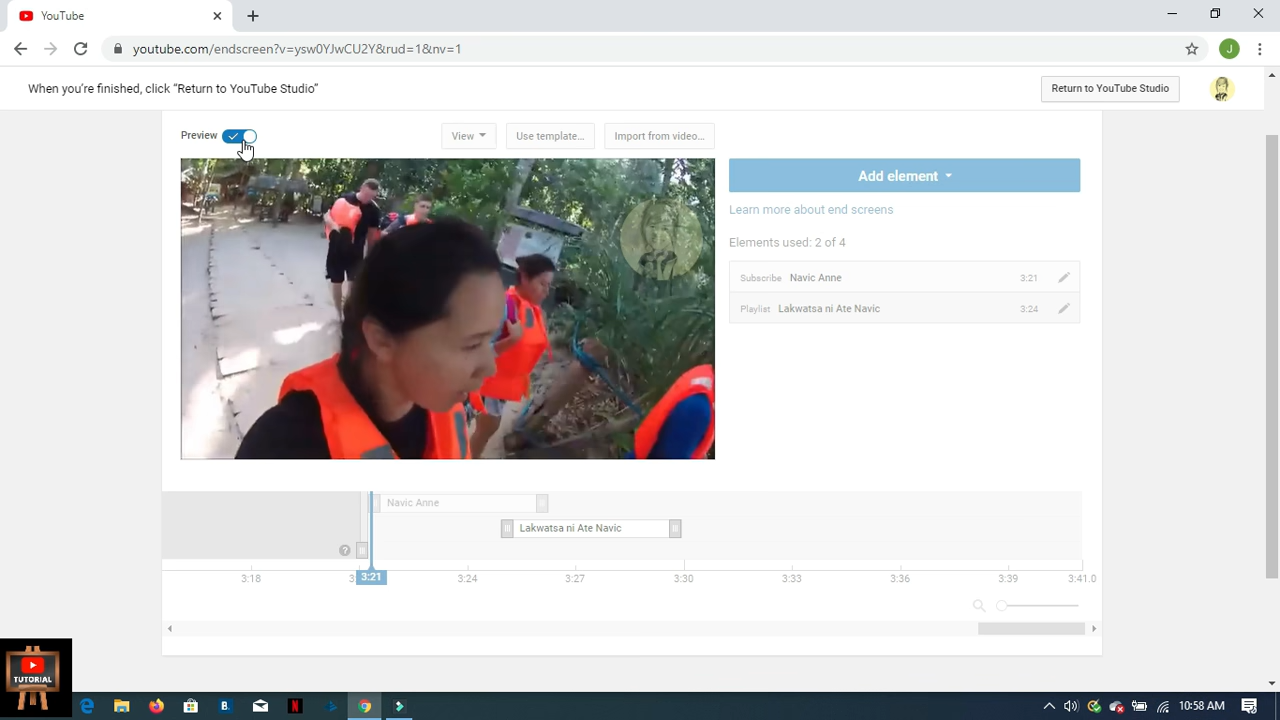 YouTube
youtube.com/endscreen?v=ysw0YJwCU2Y&rud=1&nv=1
J
When you're finished, click “Return to YouTube Studio”
Return to YouTube Studio
Preview
View
Use template...
Import from video...
Add element
Learn more about end screens
Elements used: 2 of 4
Subscribe Navic Anne 3:21
Playlist Lakwatsa ni Ate Navic 3:24
Navic Anne
Lakwatsa ni Ate Navic
?
3:18 3:21 3:24 3:27 3:30 3:33 3:36 3:39 3:41.0
TUTORIAL
B.
N
10:58 AM